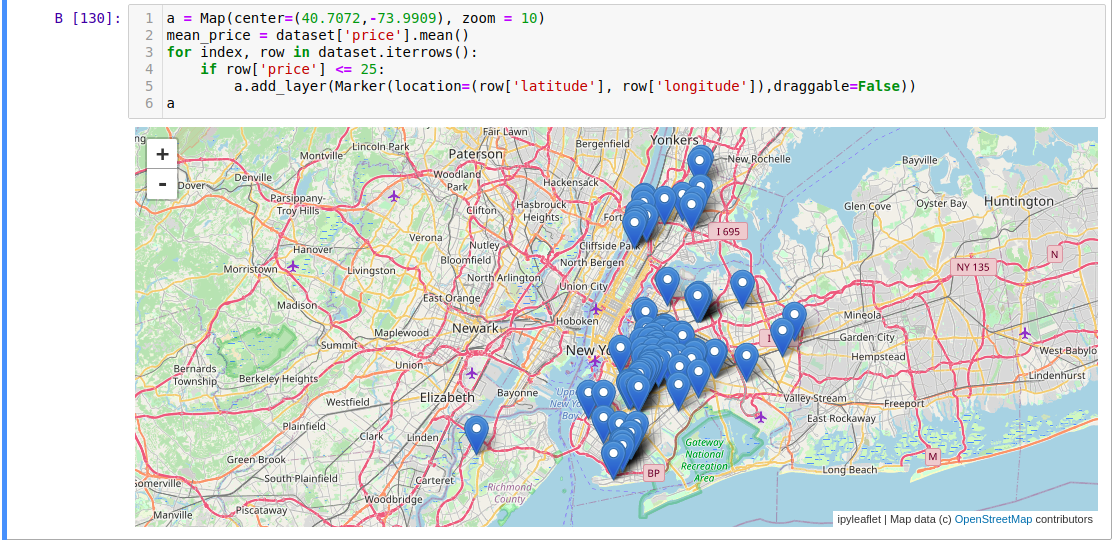 B [130]:
1 a = Map(center=(40.7072,-73.9909), zoom = 10)
2 mean_price = dataset['price'].mean()
3 for index, row in dataset.iterrows():
4     if row['price'] <= 25:
5         a.add_layer(Marker(location=(row['latitude'], row['longitude']),draggable=False))
6 a
+
-
Fair Lawn
Yonkers
Lincoln Park
Bergenfield
Montville
Paterson
New Rochelle
Bayville
Denville
Woodland Park
Hackensack
Dover
Parsippany-
Troy Hills
Hasbrouck
Heights
Clifton
Glen Cove
Oyster Bay
Huntington
Fort
I 695
Verona
Nutley
Cliffside Park
Hanover
Bloomfield
North Bergen
N
Morristown
Livingston
North Arlington
NY 135
Union City
East Orange
Madison
Hoboken
Mineola
Newark
Maplewood
Garden City
Summit
New Yo
Hempstead
West Babylo
Bernards
Township
Berkeley Heights
Union
Lindenhurst
Elizabeth
Bayonne
Upp
New Yo
Bay
Valley Stream
Freeport
Westfield
East Rockaway
Plainfield
Clark
Linden
Gateway
National
Recreation
Area
Green Brook
M
South Plainfield
Carteret
BP
Long Beach
omerville
Richmond
County
Woodbridge
Piscataway
Manville
ipyleaflet | Map data (c) OpenStreetMap contributors